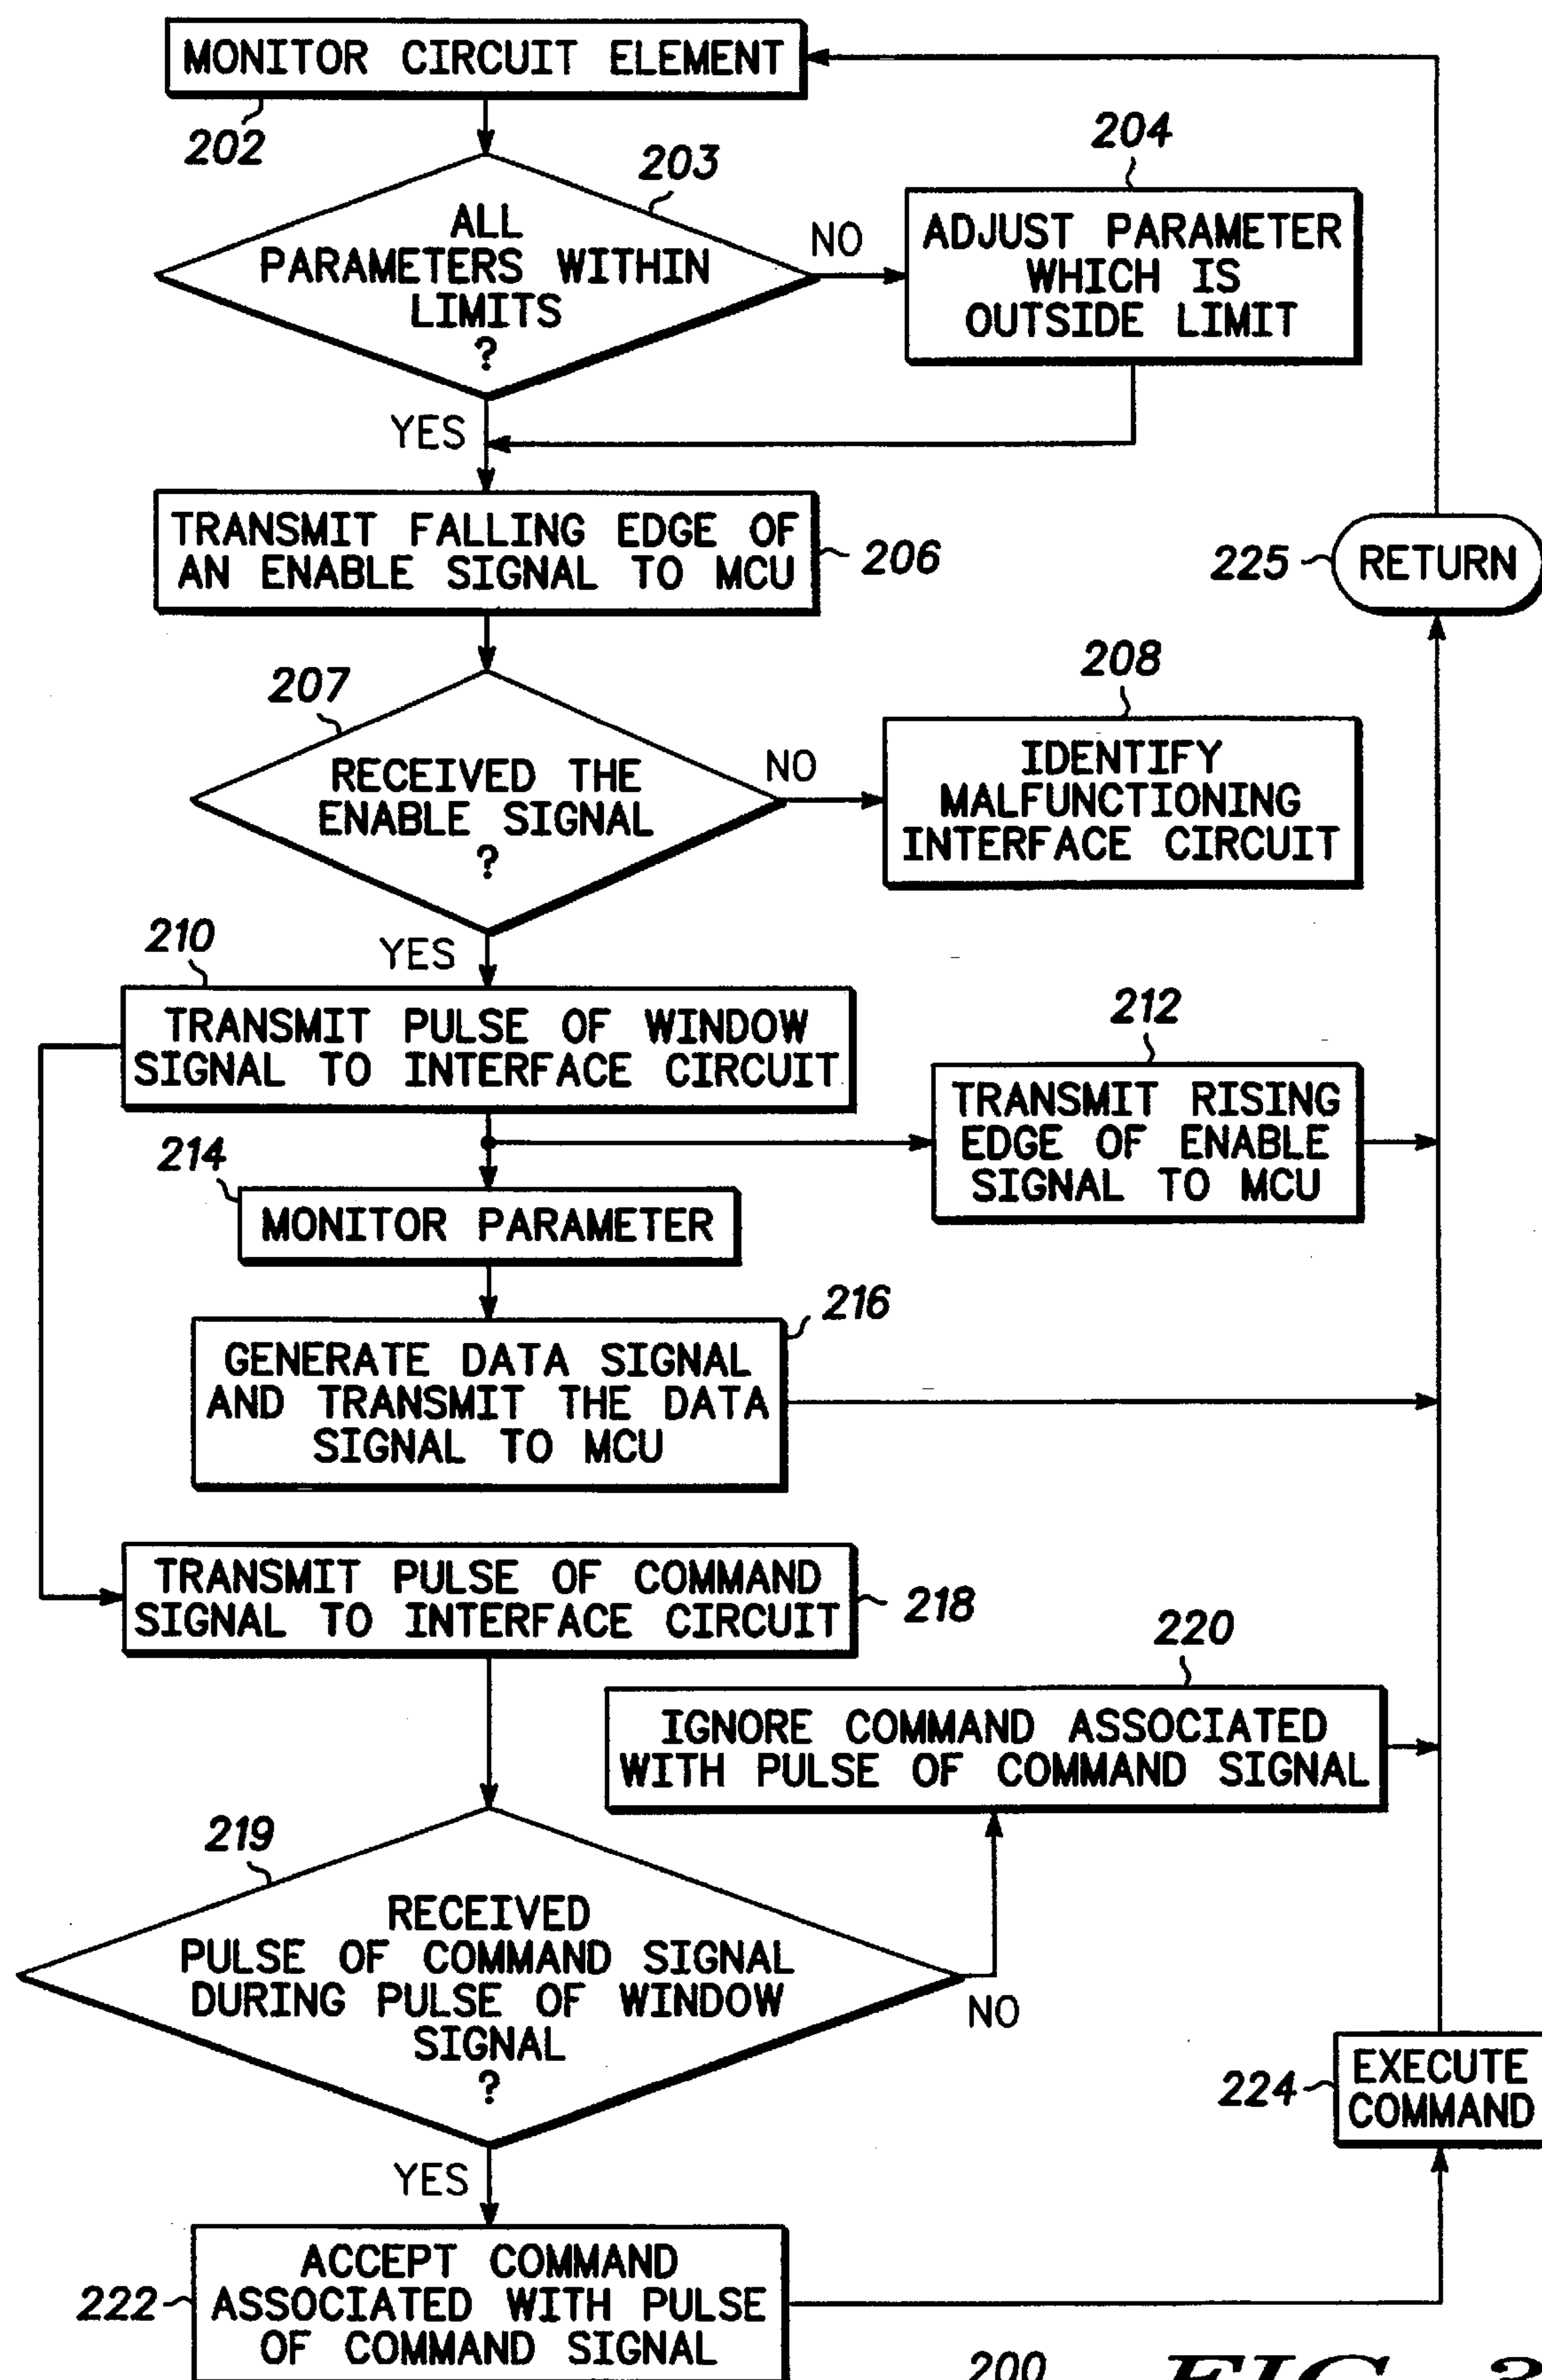 MONITOR CIRCUIT ELEMENT
202
203
ALL
PARAMETERS WITHIN
LIMITS
?
NO
204
ADJUST PARAMETER
WHICH IS
OUTSIDE LIMIT
YES
TRANSMIT FALLING EDGE OF
AN ENABLE SIGNAL TO MCU
206
225
RETURN
207
RECEIVED THE
ENABLE SIGNAL
?
NO
208
IDENTIFY
MALFUNCTIONING
INTERFACE CIRCUIT
YES
210
TRANSMIT PULSE OF WINDOW
SIGNAL TO INTERFACE CIRCUIT
212
TRANSMIT RISING
EDGE OF ENABLE
SIGNAL TO MCU
214
MONITOR PARAMETER
216
GENERATE DATA SIGNAL
AND TRANSMIT THE DATA
SIGNAL TO MCU
TRANSMIT PULSE OF COMMAND
SIGNAL TO INTERFACE CIRCUIT
218
220
IGNORE COMMAND ASSOCIATED
WITH PULSE OF COMMAND SIGNAL
219
RECEIVED
PULSE OF COMMAND SIGNAL
DURING PULSE OF WINDOW
SIGNAL
?
NO
224
EXECUTE
COMMAND
YES
222
ACCEPT COMMAND
ASSOCIATED WITH PULSE
OF COMMAND SIGNAL
200
FIG.